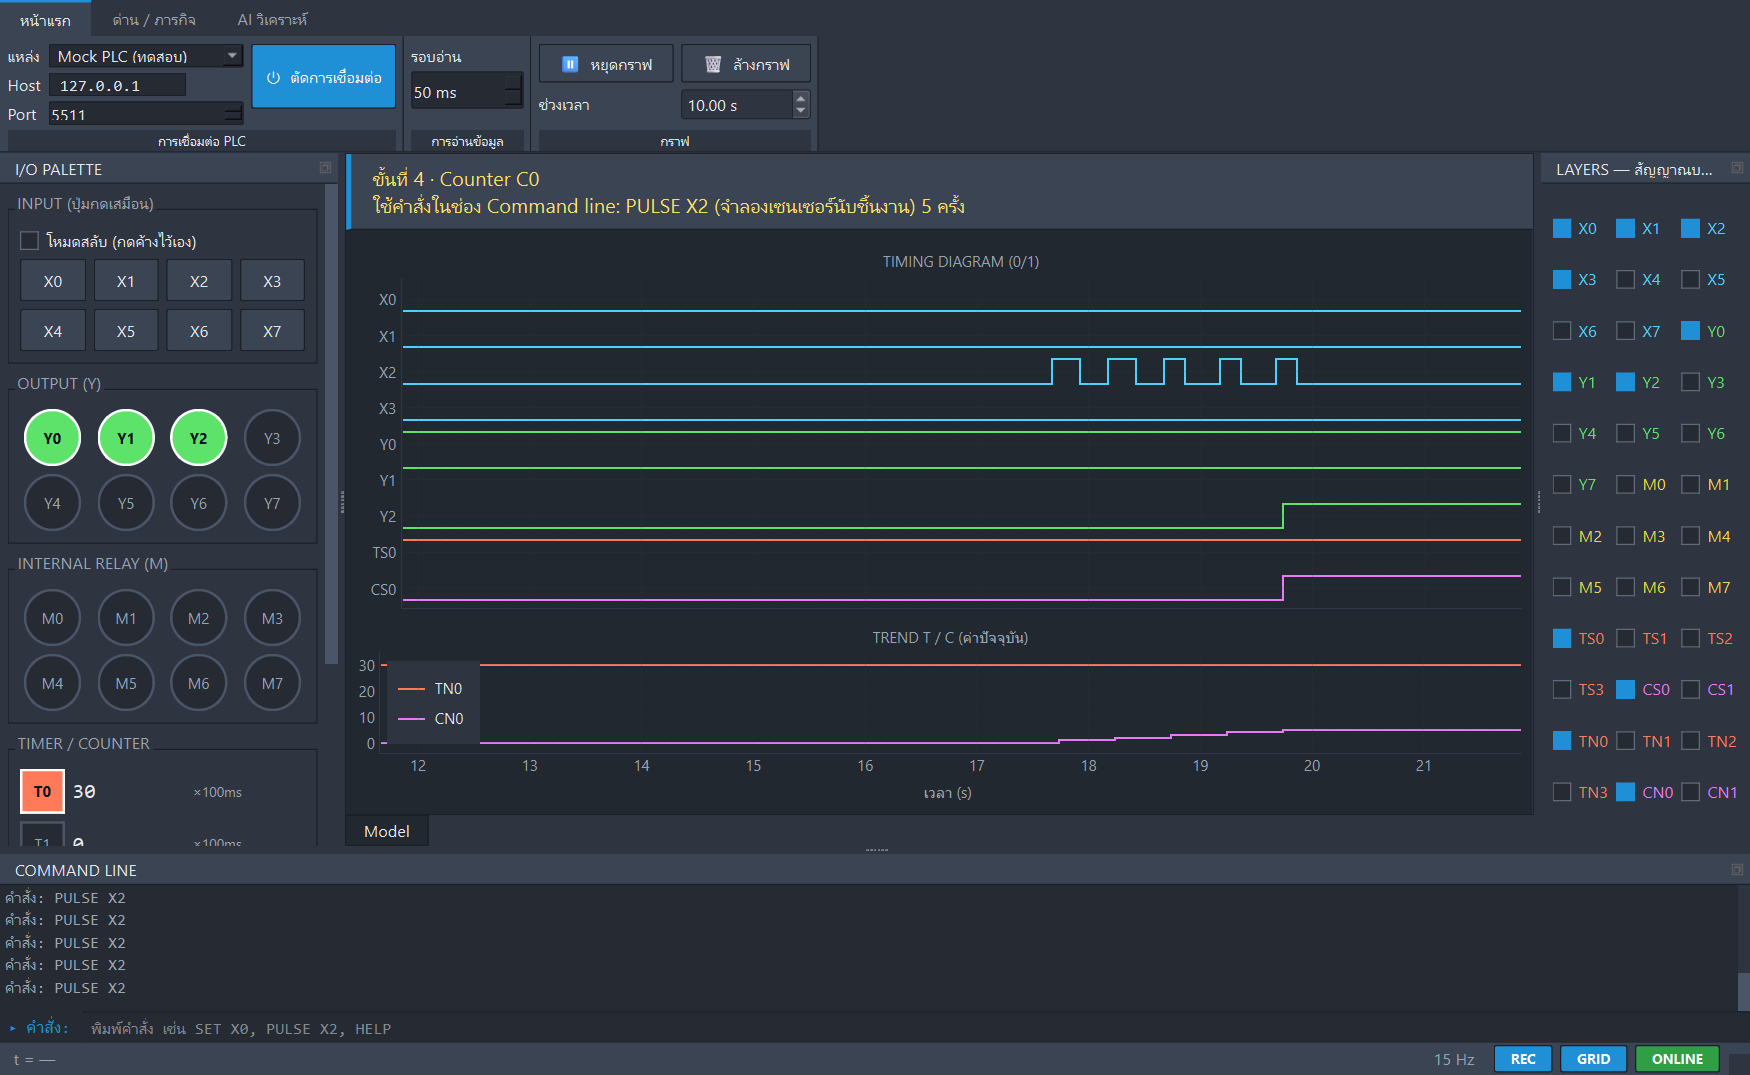 หน้าแรก
ด่าน / ภารกิจ
AI วิเคราะห์
แหล่ง
Mock PLC (ทดสอบ)
Host
127.0.0.1
Port
5511
ตัดการเชื่อมต่อ
การเชื่อมต่อ PLC
รอบอ่าน
50 ms
การอ่านข้อมูล
หยุดกราฟ
ล้างกราฟ
ช่วงเวลา
10.00 s
กราฟ
I/O PALETTE
INPUT (ปุ่มกดเสมือน)
โหมดสลับ (กดค้างไว้เอง)
X0 X1 X2 X3
X4 X5 X6 X7
OUTPUT (Y)
Y0 Y1 Y2 Y3
Y4 Y5 Y6 Y7
INTERNAL RELAY (M)
M0 M1 M2 M3
M4 M5 M6 M7
TIMER / COUNTER
T0 30 ×100ms
T1 0 ×100ms
ขั้นที่ 4 · Counter C0
ใช้คำสั่งในช่อง Command line: PULSE X2 (จำลองเซนเซอร์นับชิ้นงาน) 5 ครั้ง
TIMING DIAGRAM (0/1)
X0
X1
X2
X3
Y0
Y1
Y2
TS0
CS0
TREND T / C (ค่าปัจจุบัน)
30
20
10
0
TN0
CN0
12 13 14 15 16 17 18 19 20 21
เวลา (s)
Model
LAYERS — สัญญาณบ...
X0 X1 X2
X3 X4 X5
X6 X7 Y0
Y1 Y2 Y3
Y4 Y5 Y6
Y7 M0 M1
M2 M3 M4
M5 M6 M7
TS0 TS1 TS2
TS3 CS0 CS1
TN0 TN1 TN2
TN3 CN0 CN1
COMMAND LINE
คำสั่ง: PULSE X2
คำสั่ง: PULSE X2
คำสั่ง: PULSE X2
คำสั่ง: PULSE X2
คำสั่ง: PULSE X2
▸ คำสั่ง: พิมพ์คำสั่ง เช่น SET X0, PULSE X2, HELP
t = —
15 Hz
REC
GRID
ONLINE